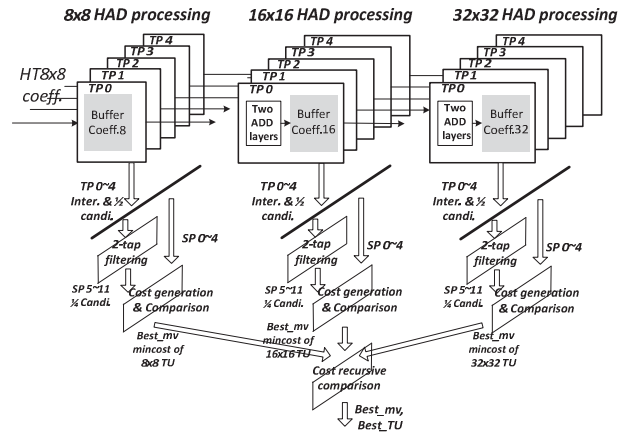 8x8 HAD processing
16x16 HAD processing
32x32 HAD processing
TP 4
TP 3
TP 2
TP 1
TP 0
Buffer
Coeff.8
TP 4
TP 3
TP 2
TP 1
TP 0
Two
ADD
layers
Buffer
Coeff.16
TP 4
TP 3
TP 2
TP 1
TP 0
Two
ADD
layers
Buffer
Coeff.32
HT8x8
coeff.
TP 0~4
Inter. & ½
candi.
SP 0~4
2-tap
filtering
SP 5~11
¼ Candi.
Cost generation
& Comparison
Best_mv
mincost of
8x8 TU
TP 0~4
Inter. & ½
candi.
SP 0~4
2-tap
filtering
SP 5~11
¼ Candi.
Cost generation
& Comparison
Best_mv
mincost of
16x16 TU
TP 0~4
Inter. & ½
candi.
SP 0~4
2-tap
filtering
SP 5~11
¼ Candi.
Cost generation
& Comparison
Best_mv
mincost of
32x32 TU
Cost recursive
comparison
Best_mv,
Best_TU